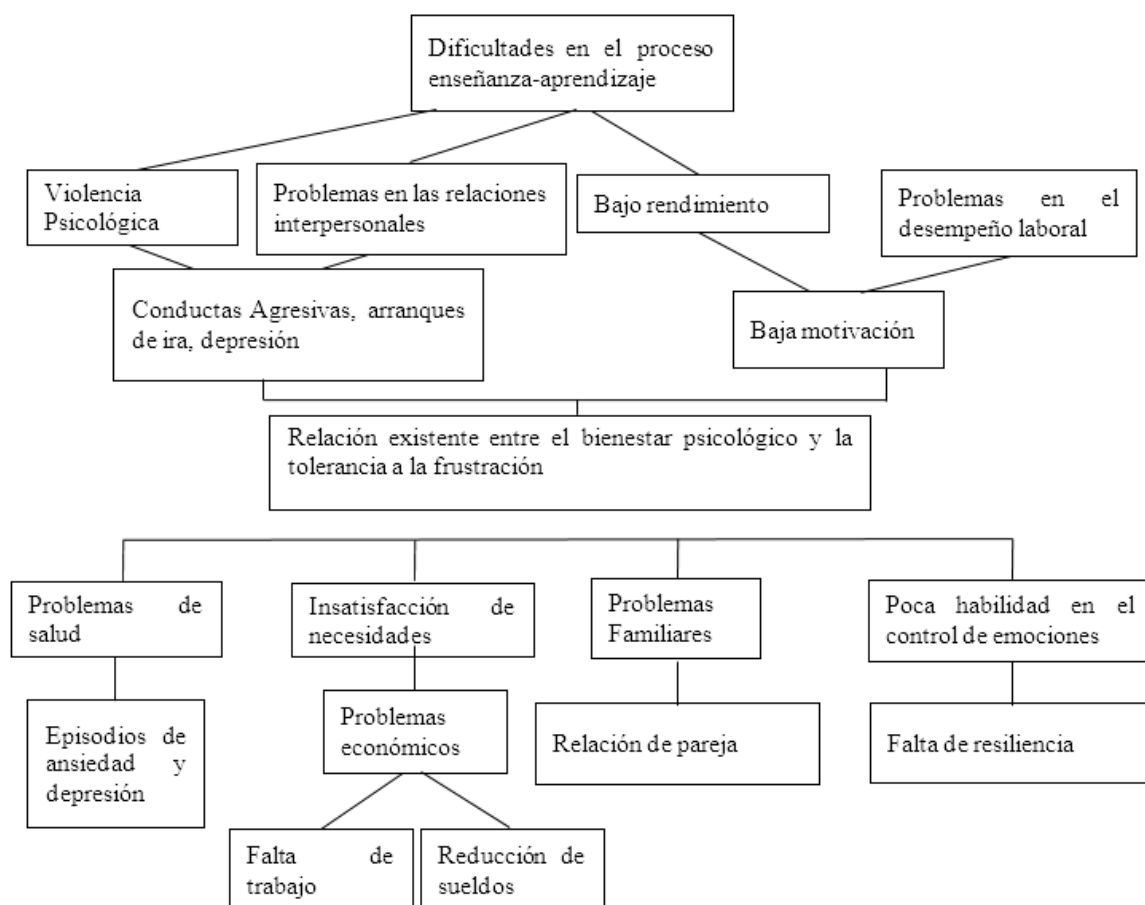 Dificultades en el proceso
enseñanza-aprendizaje
Violencia
Psicológica
Problemas en las relaciones
interpersonales
Bajo rendimiento
Problemas en el
desempeño laboral
Conductas Agresivas, arranques
de ira, depresión
Baja motivación
Relación existente entre el bienestar psicológico y la
tolerancia a la frustración
Problemas de
salud
Insatisfacción de
necesidades
Problemas
Familiares
Poca habilidad en el
control de emociones
Episodios de
ansiedad y
depresión
Problemas
económicos
Relación de pareja
Falta de resiliencia
Falta de
trabajo
Reducción de
sueldos